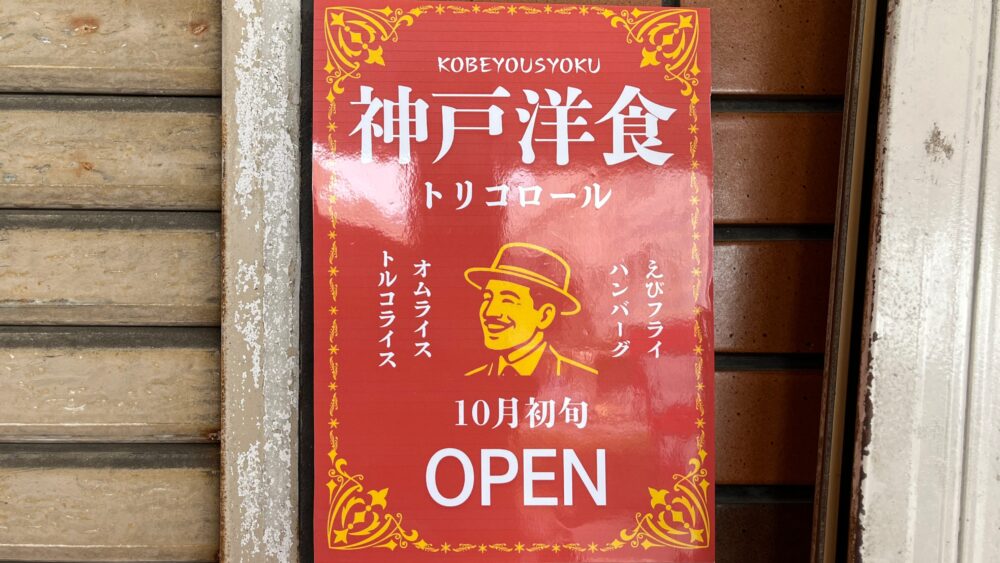 KOBEYOUSYOKU
神戸洋食
トリコロール
えびフライ
ハンバーグ
オムライス
トルコライス
10月初旬
OPEN